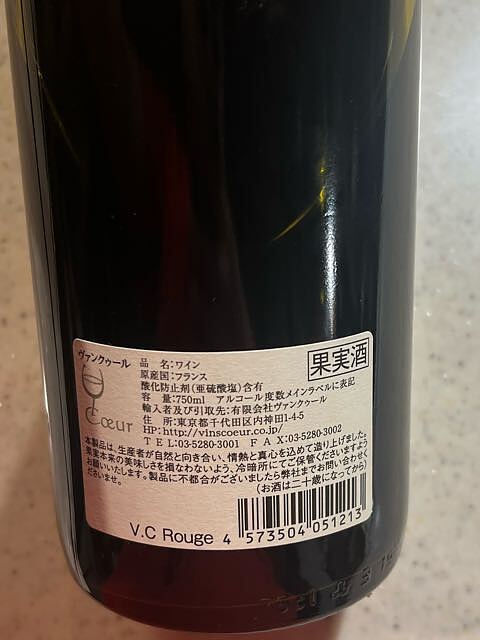 ヴァンクゥール
Cœur
果実酒
品 名:ワイン
原産国:フランス
酸化防止剤(亜硫酸塩)含有
容 量:750ml アルコール度数メインラベルに表記
輸入者及び引取先:有限会社ヴァンクゥール
住 所:東京都千代田区内神田1-4-5
HP:http://vinscoeur.co.jp/
TEL:03-5280-3001 FAX:03-5280-3002
本製品は、生産者が自然と向き合い、情熱と真心を込めて造り上げました。
果実本来の美味しさを損なわないよう、冷暗所にてご保管くださいますよう
お願いいたします。製品に不都合がございましたら弊社までお問い合わせく
ださいませ。
(お酒は二十歳になってから)
V.C Rouge
4 573504 051213